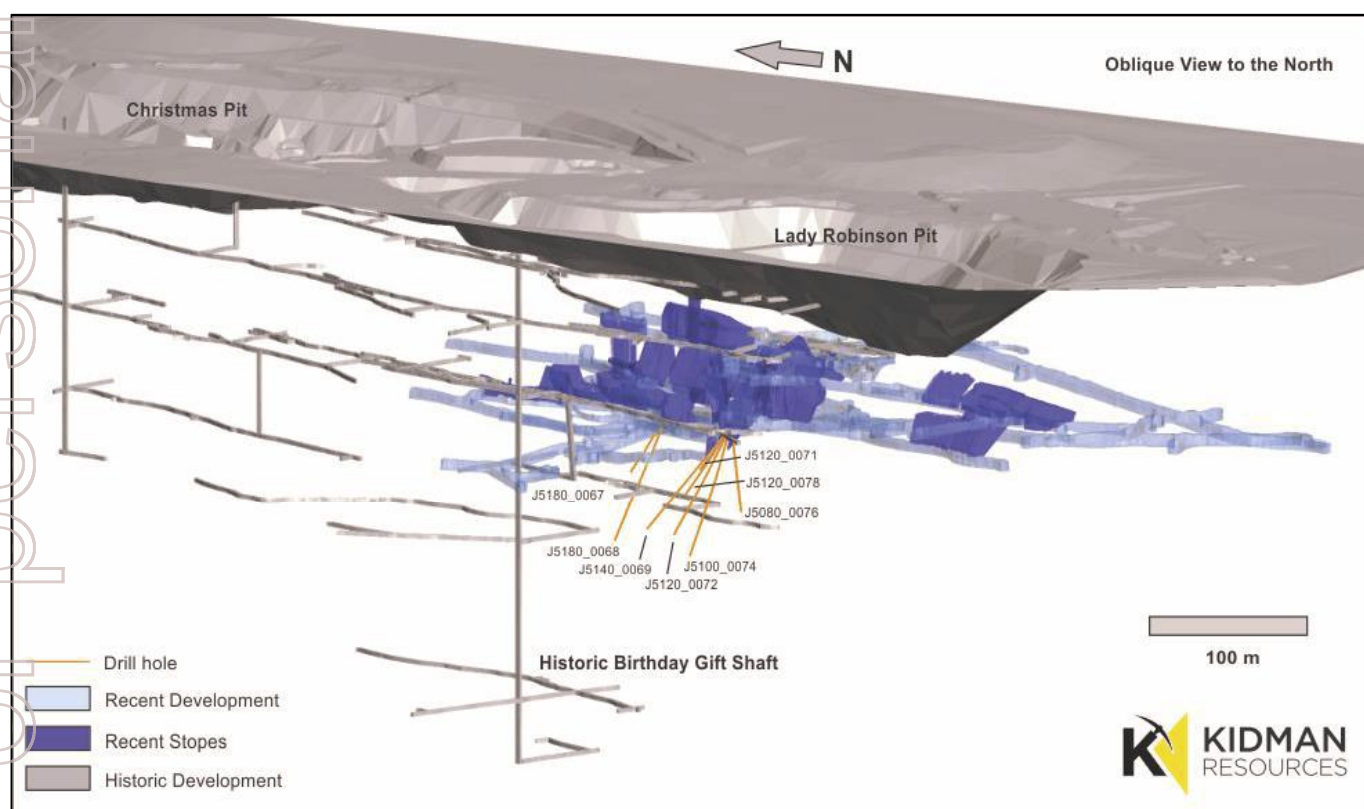 N
Oblique View to the North
Christmas Pit
Lady Robinson Pit
J5120_0071
J5120_0078
J5180_0067
J5080_0076
J5180_0068
J5140_0069
J5100_0074
J5120_0072
Historic Birthday Gift Shaft
100 m
Drill hole
Recent Development
Recent Stopes
Historic Development
KIDMAN
RESOURCES